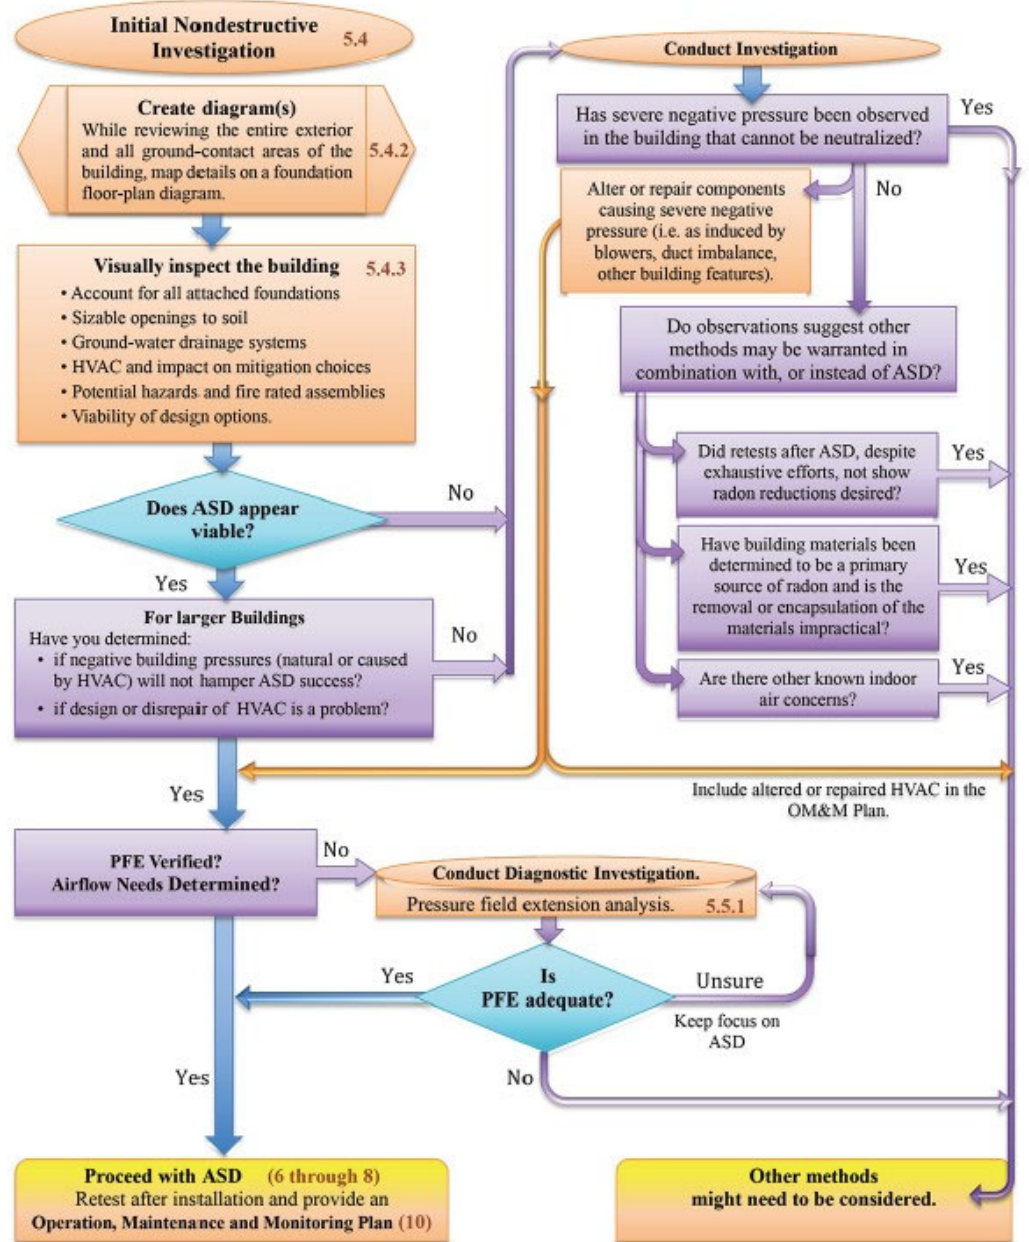 Initial Nondestructive
Investigation
5.4
Create diagram(s)
While reviewing the entire exterior
and all ground-contact areas of the
building, map details on a foundation
floor-plan diagram.
5.4.2
Visually inspect the building
5.4.3
• Account for all attached foundations
• Sizable openings to soil
• Ground-water drainage systems
• HVAC and impact on mitigation choices
• Potential hazards and fire rated assemblies
• Viability of design options.
Does ASD appear
viable?
No
Yes
For larger Buildings
Have you determined:
• if negative building pressures (natural or caused
by HVAC) will not hamper ASD success?
• if design or disrepair of HVAC is a problem?
No
Yes
PFE Verified?
Airflow Needs Determined?
No
Conduct Diagnostic Investigation.
Pressure field extension analysis.
5.5.1
Is
PFE adequate?
Yes
Unsure
Keep focus on
ASD
No
Yes
Proceed with ASD (6 through 8)
Retest after installation and provide an
Operation, Maintenance and Monitoring Plan (10)
Conduct Investigation
Has severe negative pressure been observed
in the building that cannot be neutralized?
Yes
No
Alter or repair components
causing severe negative
pressure (i.e. as induced by
blowers, duct imbalance,
other building features).
Do observations suggest other
methods may be warranted in
combination with, or instead of ASD?
Did retests after ASD, despite
exhaustive efforts, not show
radon reductions desired?
Yes
Have building materials been
determined to be a primary
source of radon and is the
removal or encapsulation of the
materials impractical?
Yes
Are there other known indoor
air concerns?
Yes
Include altered or repaired HVAC in the
OM&M Plan.
Other methods
might need to be considered.